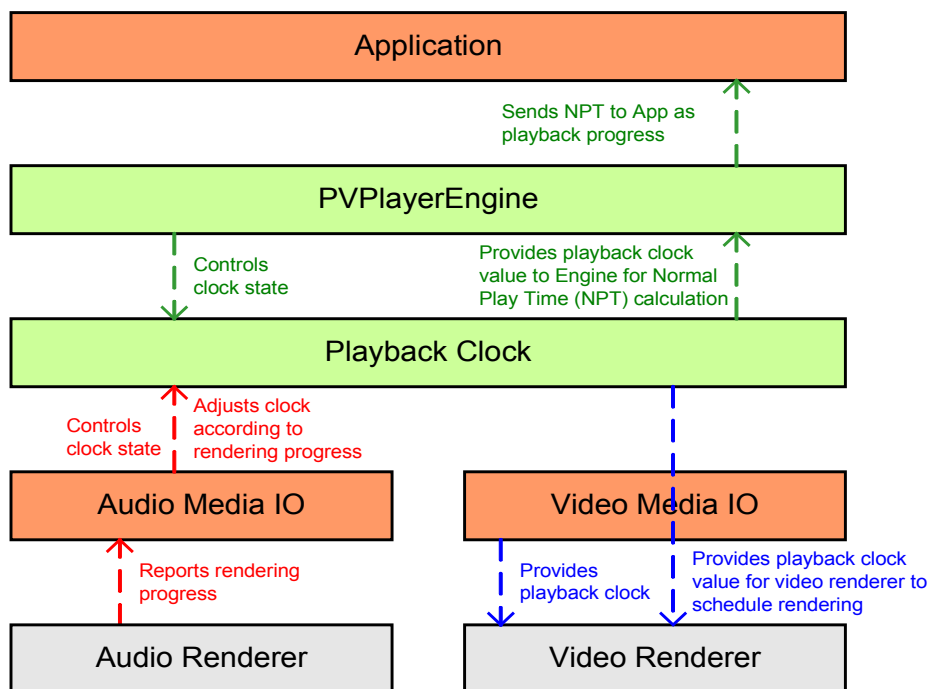 Application
Sends NPT to App as
playback progress
PVPlayerEngine
Controls
clock state
Provides playback clock
value to Engine for Normal
Play Time (NPT) calculation
Playback Clock
Controls
clock state
Adjusts clock
according to
rendering progress
Audio Media IO
Video Media IO
Reports rendering
progress
Provides
playback clock
Provides playback clock
value for video renderer to
schedule rendering
Audio Renderer
Video Renderer